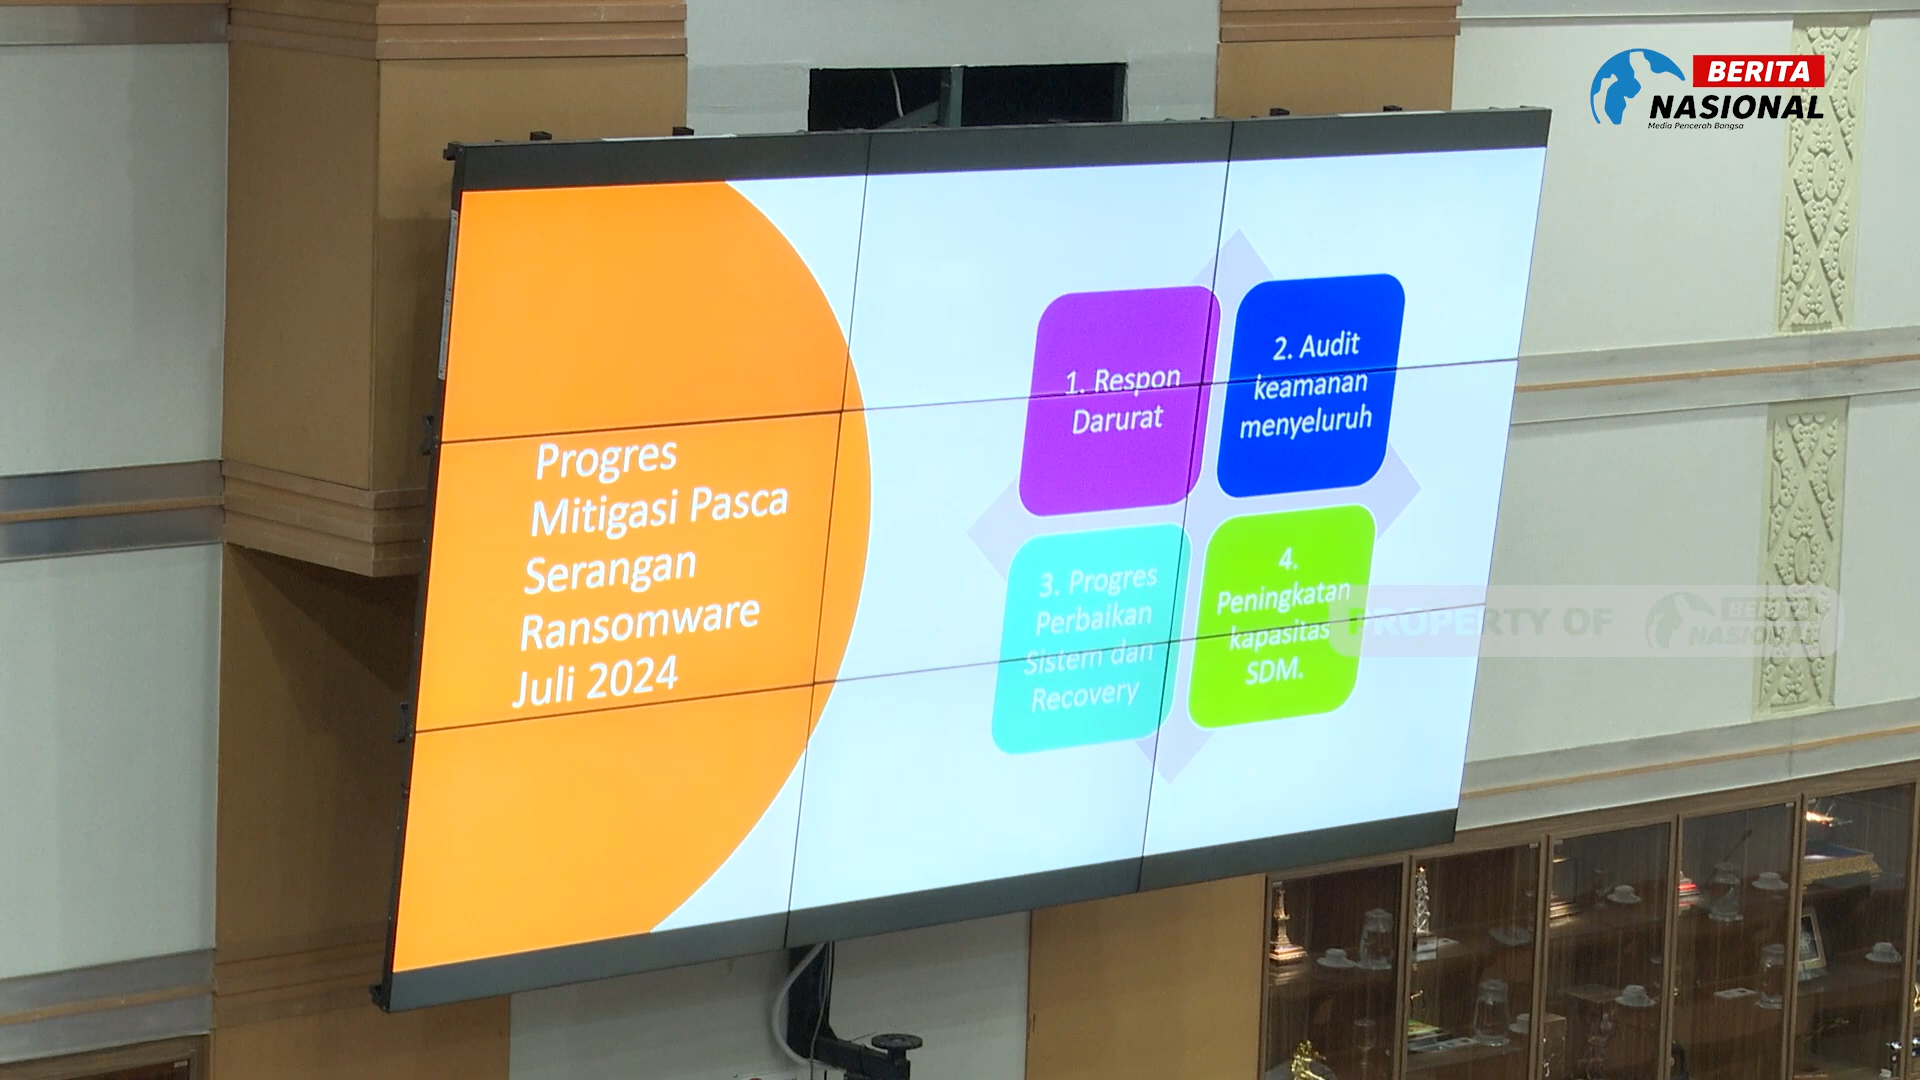 BERITA
NASIONAL
Media Pencerah Bangsa
Progres
Mitigasi Pasca
Serangan
Ransomware
Juli 2024
1. Respon
Darurat
2. Audit
keamanan
menyeluruh
3. Progres
Perbaikan
Sistem dan
Recovery
4.
Peningkatan
kapasitas
SDM.
PROPERTY OF
BERITA
NASIONAL